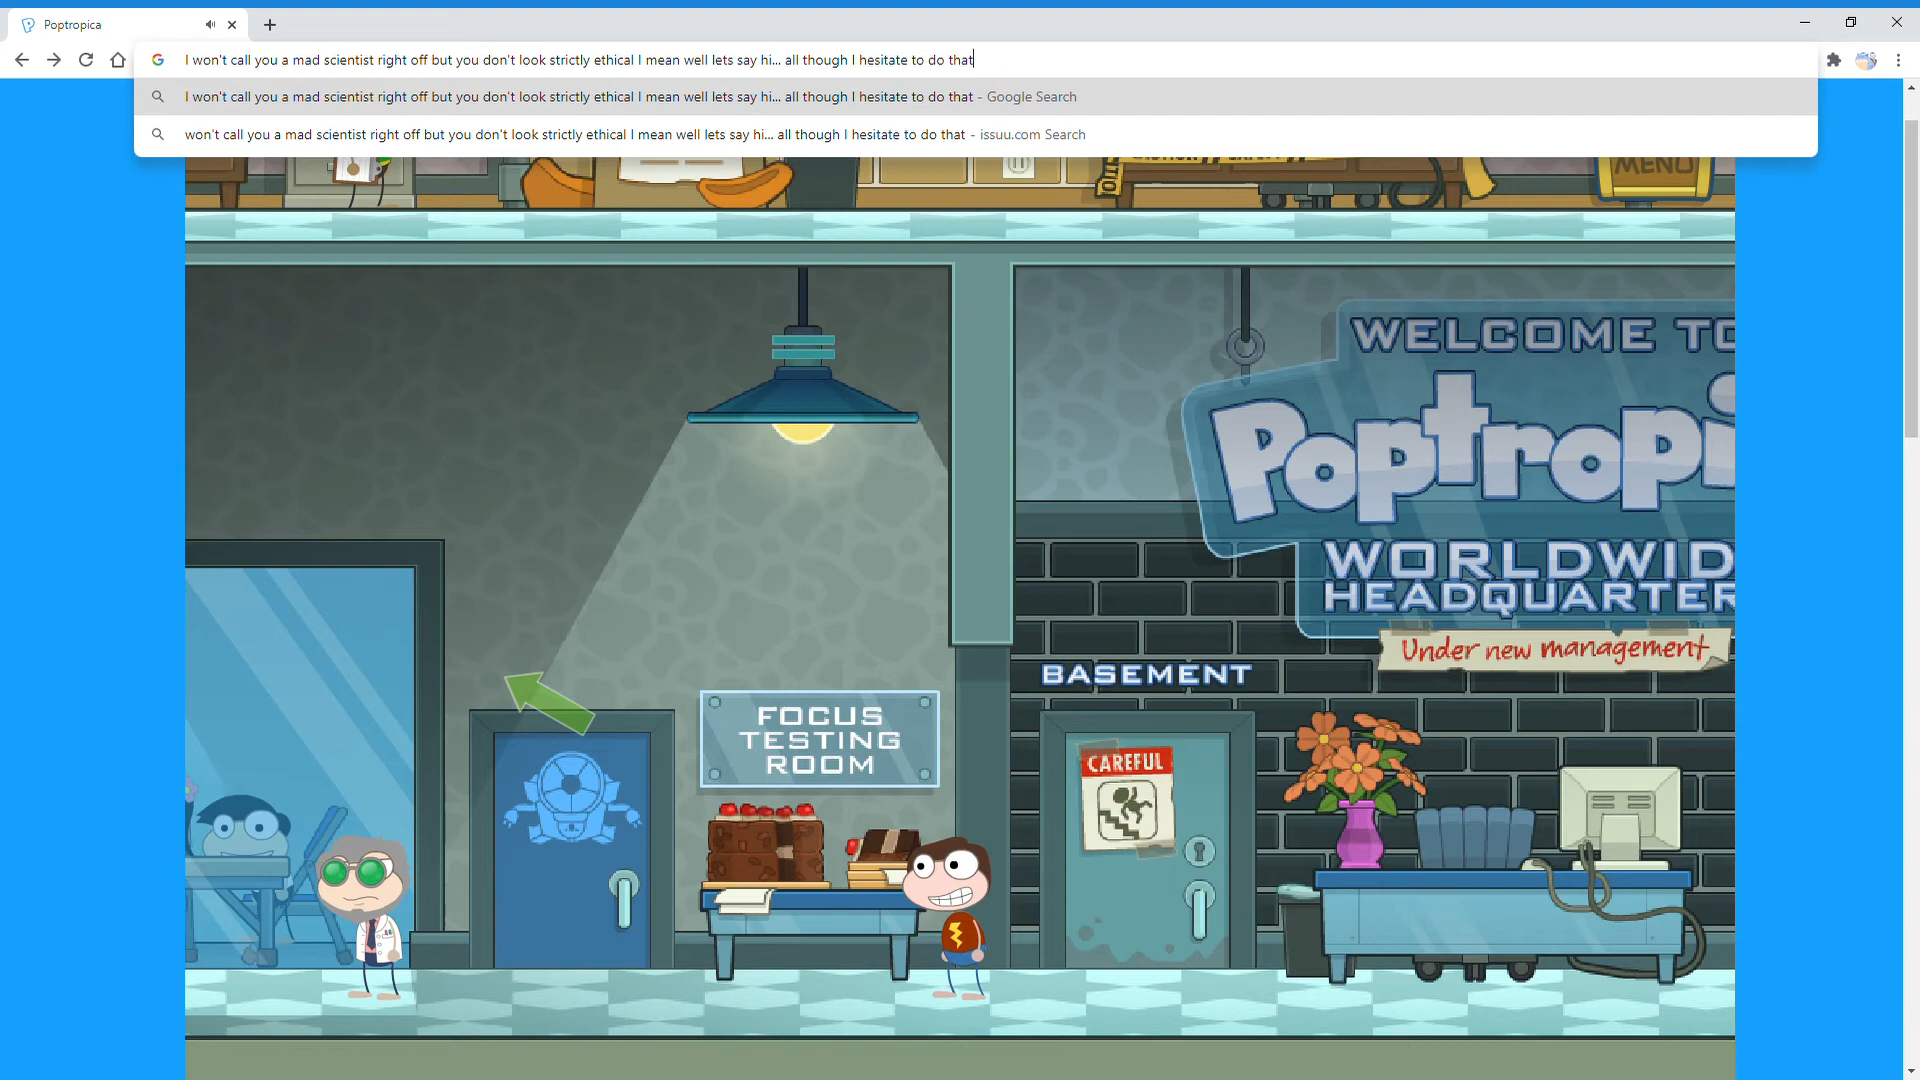 Poptropica
I won't call you a mad scientist right off but you don't look strictly ethical I mean well lets say hi... all though I hesitate to do that
I won't call you a mad scientist right off but you don't look strictly ethical I mean well lets say hi... all though I hesitate to do that - Google Search
won't call you a mad scientist right off but you don't look strictly ethical I mean well lets say hi... all though I hesitate to do that - issuu.com Search
MENU
WELCOME TO
Poptropi
WORLDWID
HEADQUARTER
Under new management
BASEMENT
FOCUS
TESTING
ROOM
CAREFUL